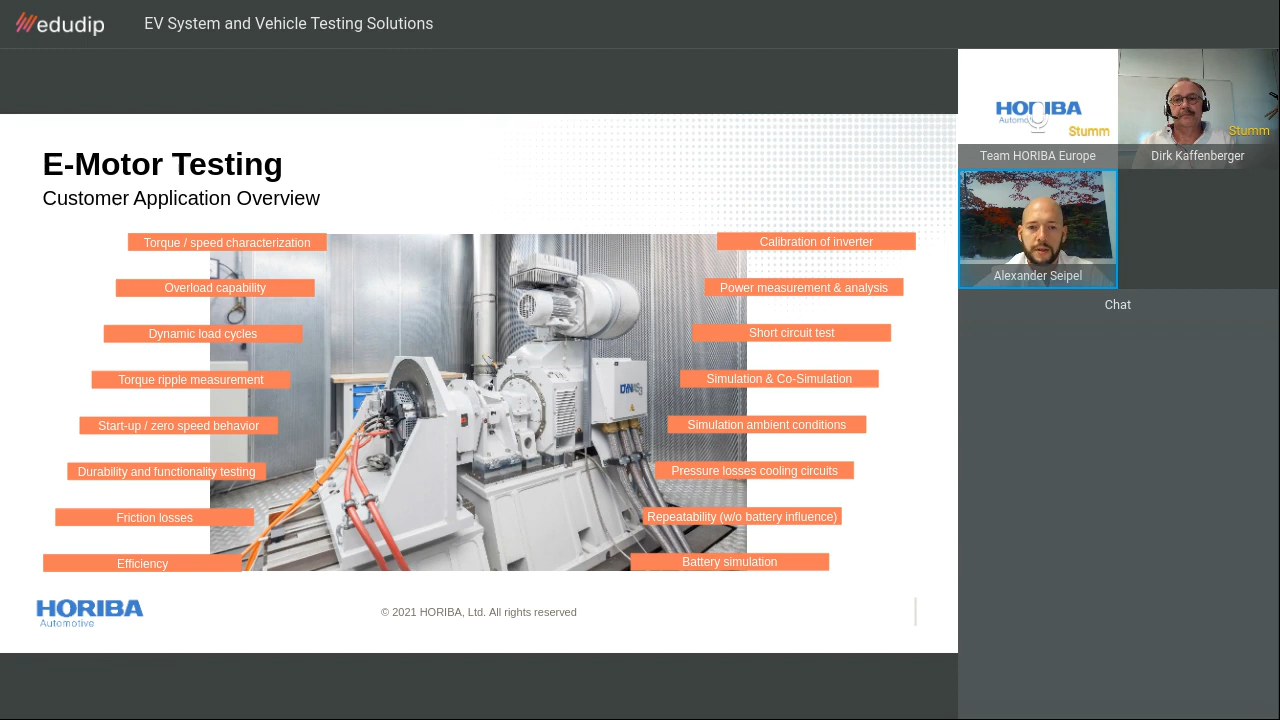 edudip
EV System and Vehicle Testing Solutions
E-Motor Testing
Customer Application Overview
Torque / speed characterization
Overload capability
Dynamic load cycles
Torque ripple measurement
Start-up / zero speed behavior
Durability and functionality testing
Friction losses
Efficiency
Calibration of inverter
Power measurement & analysis
Short circuit test
Simulation & Co-Simulation
Simulation ambient conditions
Pressure losses cooling circuits
Repeatability (w/o battery influence)
Battery simulation
HORIBA
Automotive
© 2021 HORIBA, Ltd. All rights reserved
Stumm
Team HORIBA Europe
Stumm
Dirk Kaffenberger
Alexander Seipel
Chat